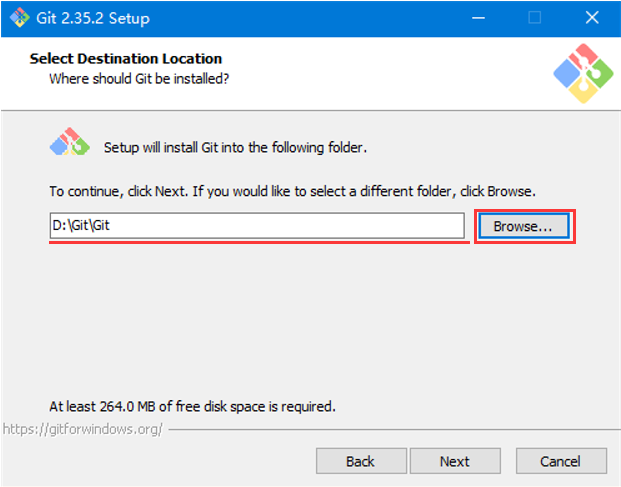 Git 2.35.2 Setup
Select Destination Location
Where should Git be installed?
Setup will install Git into the following folder.
To continue, click Next. If you would like to select a different folder, click Browse.
D:\Git\Git
Browse...
At least 264.0 MB of free disk space is required.
https://gitforwindows.org/
Back
Next
Cancel